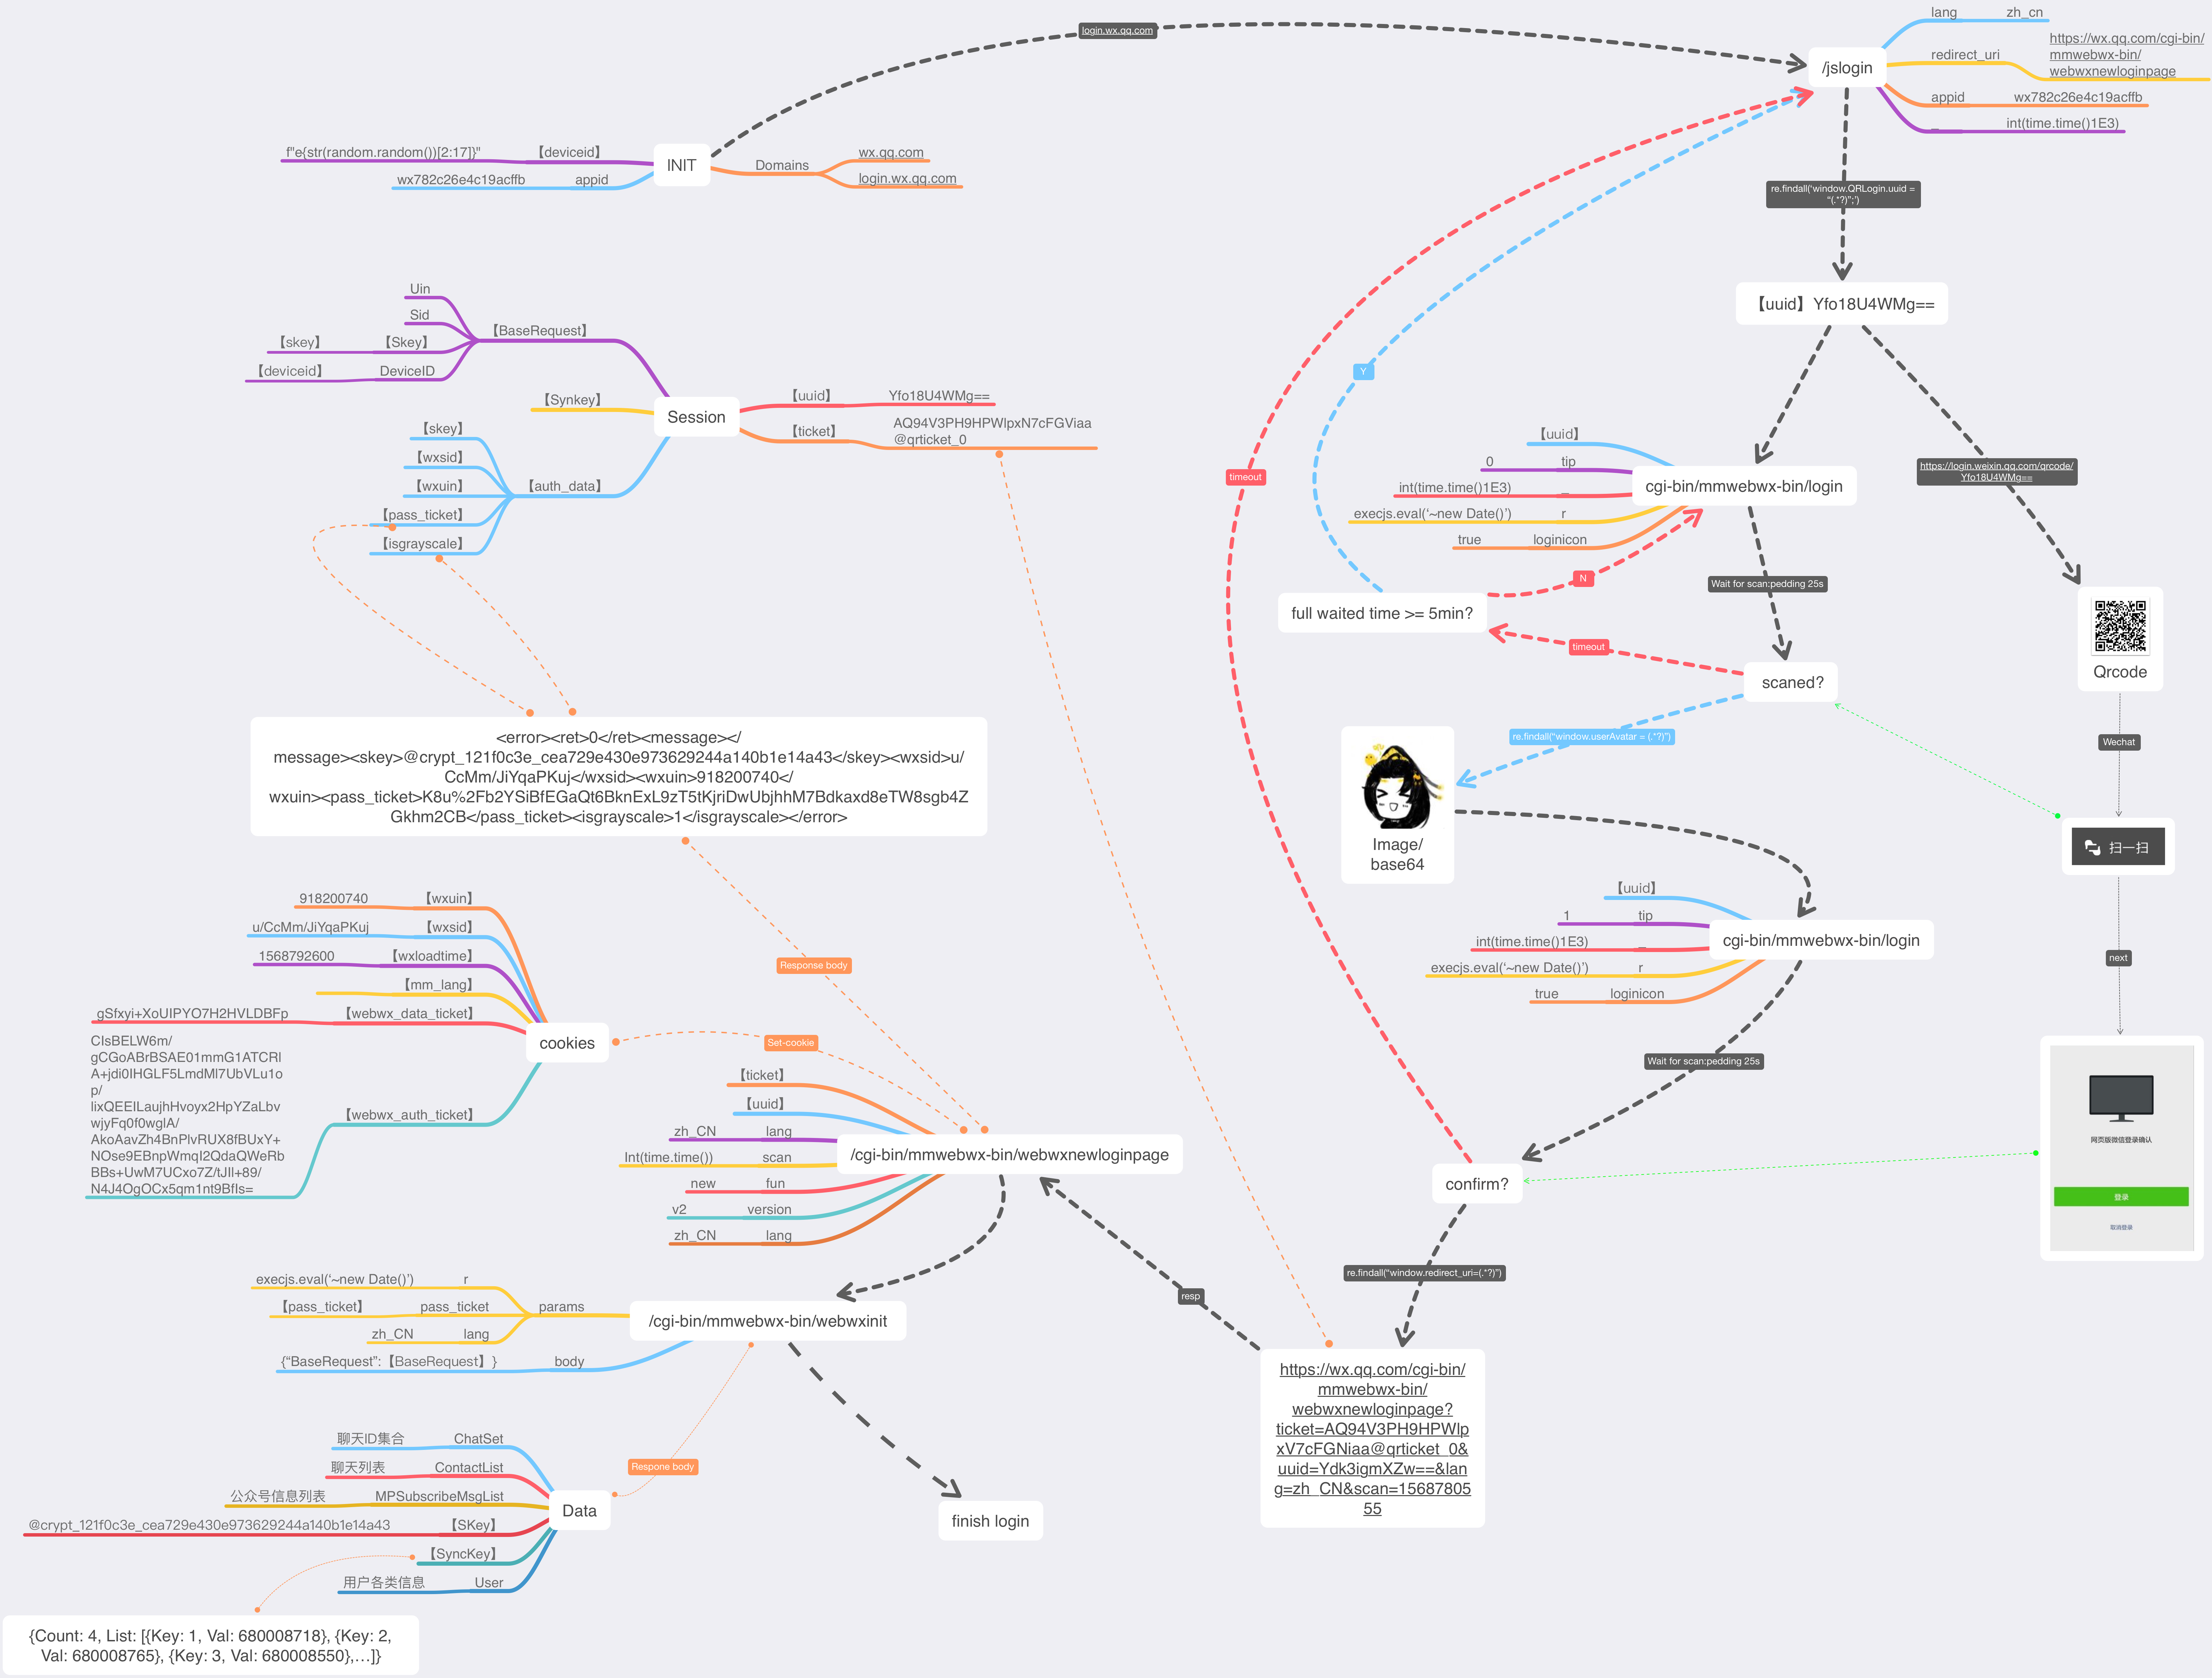 login.wx.qq.com
/jslogin
lang
zh_cn
redirect_uri
https://wx.qq.com/cgi-bin/
mmwebwx-bin/
webwxnewloginpage
appid
wx782c26e4c19acffb
_
int(time.time()1E3)
INIT
f"e{str(random.random())[2:17]}"
【deviceid】
wx782c26e4c19acffb
appid
Domains
wx.qq.com
login.wx.qq.com
re.findall('window.QRLogin.uuid =
"(.*?)";')
【uuid】Yfo18U4WMg==
Session
【BaseRequest】
Uin
Sid
【skey】
【Skey】
【deviceid】
DeviceID
【Synkey】
【auth_data】
【skey】
【wxsid】
【wxuin】
【pass_ticket】
【isgrayscale】
【uuid】
Yfo18U4WMg==
【ticket】
AQ94V3PH9HPWlpxN7cFGViaa
@qrticket_0
Y
timeout
【uuid】
0
tip
int(time.time()1E3)
_
execjs.eval(‘~new Date()’)
r
true
loginicon
cgi-bin/mmwebwx-bin/login
https://login.weixin.qq.com/qrcode/
Yfo18U4WMg==
N
Wait for scan:pedding 25s
full waited time >= 5min?
timeout
scaned?
Qrcode
Wechat
扫一扫
next
网页版微信登录确认
登录
取消登录
re.findall("window.userAvatar = (.*?)")
Image/
base64
【uuid】
1
tip
int(time.time()1E3)
_
execjs.eval(‘~new Date()’)
r
true
loginicon
cgi-bin/mmwebwx-bin/login
Wait for scan:pedding 25s
confirm?
re.findall("window.redirect_uri=(.*?)")
https://wx.qq.com/cgi-bin/
mmwebwx-bin/
webwxnewloginpage?
ticket=AQ94V3PH9HPWlp
xV7cFGNiaa@qrticket_0&
uuid=Ydk3igmXZw==&lan
g=zh_CN&scan=15687805
55
resp
<error><ret>0</ret><message></
message><skey>@crypt_121f0c3e_cea729e430e973629244a140b1e14a43</skey><wxsid>u/
CcMm/JiYqaPKuj</wxsid><wxuin>918200740</
wxuin><pass_ticket>K8u%2Fb2YSiBfEGaQt6BknExL9zT5tKjriDwUbjhhM7Bdkaxd8eTW8sgb4Z
Gkhm2CB</pass_ticket><isgrayscale>1</isgrayscale></error>
Response body
Set-cookie
cookies
918200740
【wxuin】
u/CcMm/JiYqaPKuj
【wxsid】
1568792600
【wxloadtime】
【mm_lang】
gSfxyi+XoUIPYO7H2HVLDBFp
【webwx_data_ticket】
CIsBELW6m/
gCGoABrBSAE01mmG1ATCRl
A+jdi0IHGLF5LmdMl7UbVLu1o
p/
lixQEEILaujhHvoyx2HpYZaLbv
wjyFq0f0wglA/
AkoAavZh4BnPlvRUX8fBUxY+
NOse9EBnpWmqI2QdaQWeRb
BBs+UwM7UCxo7Z/tJIl+89/
N4J4OgOCx5qm1nt9BfIs=
【webwx_auth_ticket】
【ticket】
【uuid】
zh_CN
lang
Int(time.time())
scan
new
fun
v2
version
zh_CN
lang
/cgi-bin/mmwebwx-bin/webwxnewloginpage
execjs.eval(‘~new Date()’)
r
【pass_ticket】
pass_ticket
params
zh_CN
lang
{“BaseRequest”:【BaseRequest】}
body
/cgi-bin/mmwebwx-bin/webwxinit
finish login
Respone body
Data
聊天ID集合
ChatSet
聊天列表
ContactList
公众号信息列表
MPSubscribeMsgList
@crypt_121f0c3e_cea729e430e973629244a140b1e14a43
【SKey】
【SyncKey】
用户各类信息
User
{Count: 4, List: [{Key: 1, Val: 680008718}, {Key: 2,
Val: 680008765}, {Key: 3, Val: 680008550},…]}